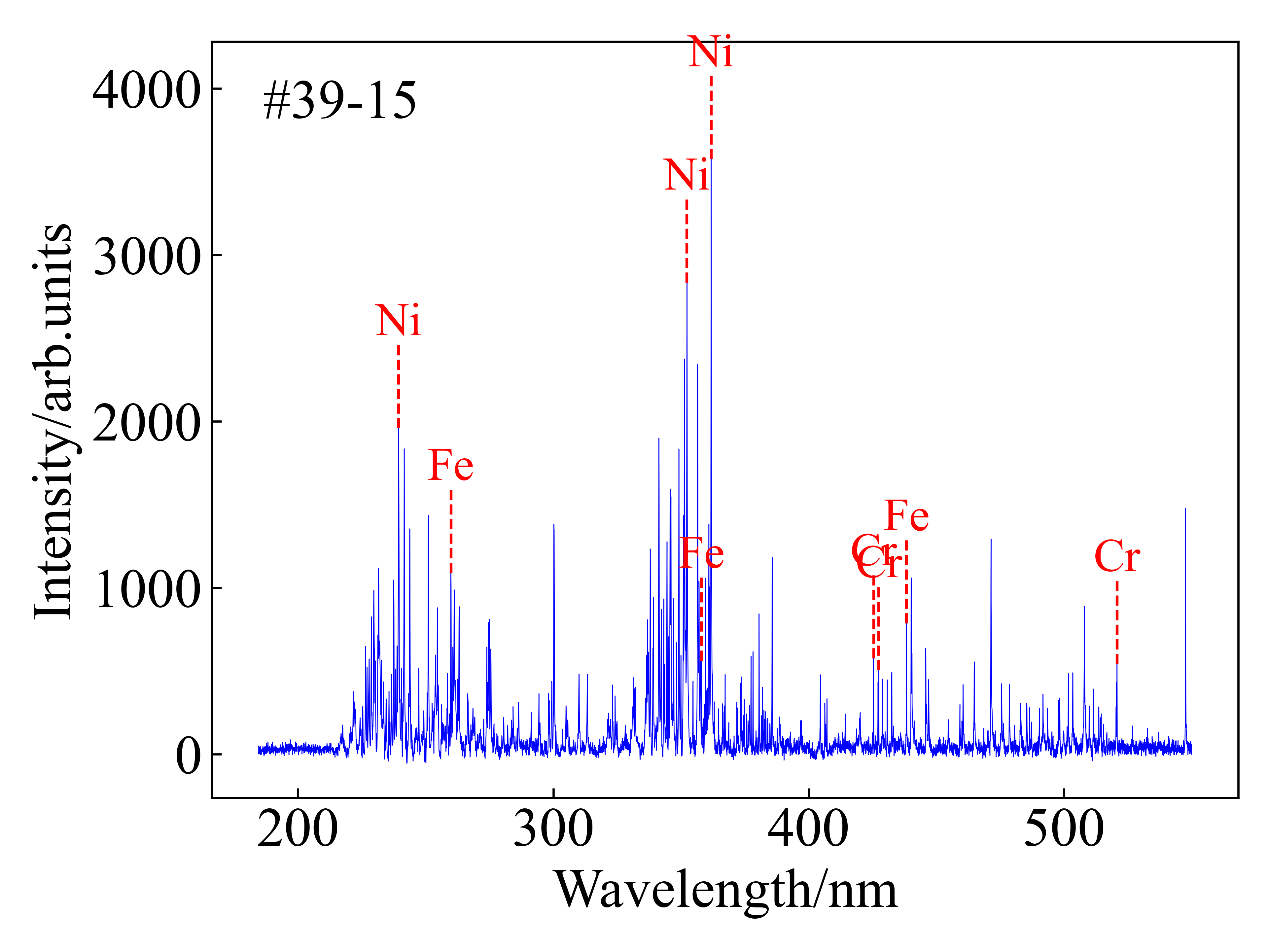 Ni
4000
#39-15
Ni
3000
Ni
2000
Fe
Fe
Fe
Cr
Cr
Cr
1000
0
Intensity/arb.units
200
300
400
500
Wavelength/nm